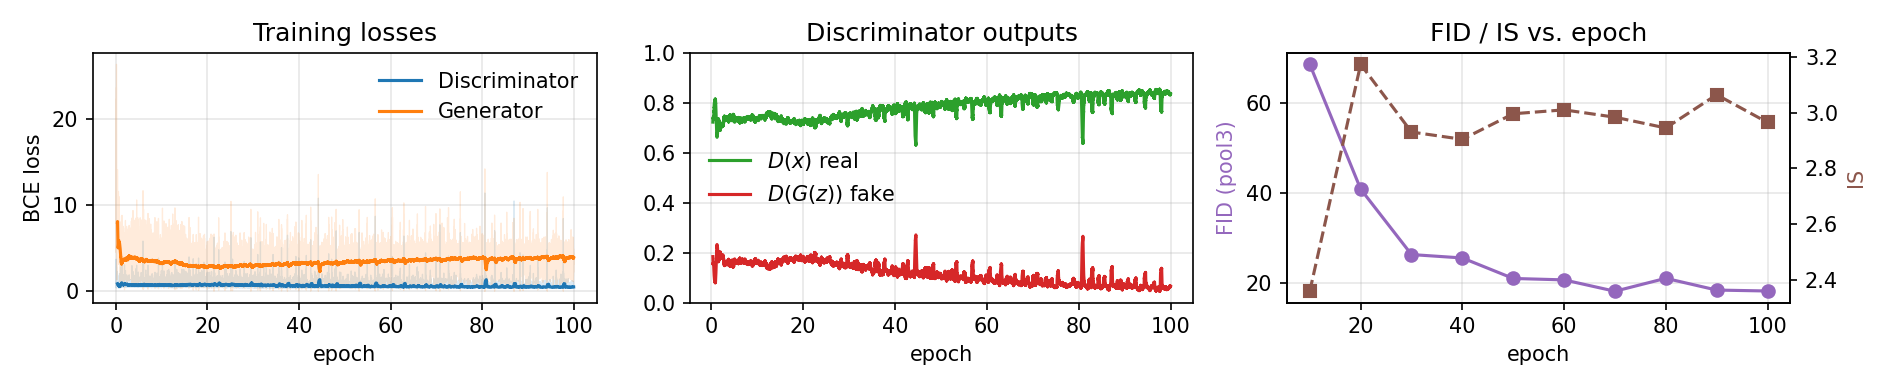 Training losses
BCE loss
20
10
0
Discriminator
Generator
0 20 40 60 80 100
epoch
Discriminator outputs
1.0
0.8
0.6
0.4
0.2
0.0
D(x) real
D(G(z)) fake
0 20 40 60 80 100
epoch
FID / IS vs. epoch
FID (pool3)
60
40
20
20 40 60 80 100
epoch
3.2
3.0
2.8
2.6
2.4
IS